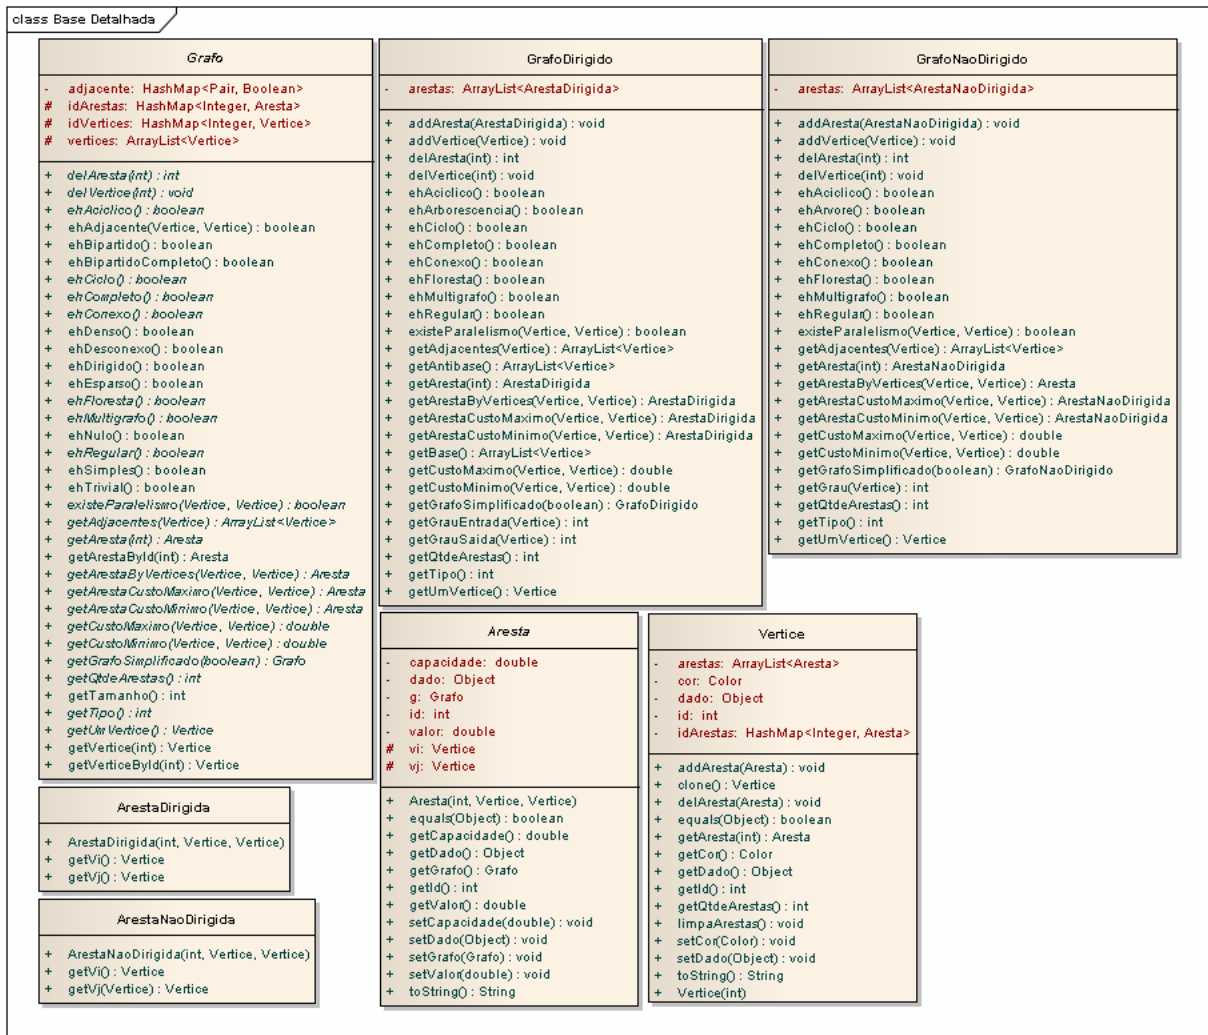 class Base Detalhada
Grafo
- adjacente: HashMap<Pair, Boolean>
# idArestas: HashMap<Integer, Aresta>
# idVertices: HashMap<Integer, Vertice>
# vertices: ArrayList<Vertice>
+ delAresta(int) : int
+ delVertice(int) : void
+ ehAciclico() : boolean
+ ehAdjacente(Vertice, Vertice) : boolean
+ ehBipartido() : boolean
+ ehBipartidoCompleto() : boolean
+ ehCiclo() : boolean
+ ehCompleto() : boolean
+ ehConexo() : boolean
+ ehDenso() : boolean
+ ehDesconexo() : boolean
+ ehDirigido() : boolean
+ ehEsparso() : boolean
+ ehFloresta() : boolean
+ ehMultigrafo() : boolean
+ ehNulo() : boolean
+ ehRegular() : boolean
+ ehSimples() : boolean
+ ehTrivial() : boolean
+ existeParalelismo(Vertice, Vertice) : boolean
+ getAdjacentes(Vertice) : ArrayList<Vertice>
+ getAresta(int) : Aresta
+ getArestaById(int) : Aresta
+ getArestaByVertices(Vertice, Vertice) : Aresta
+ getArestaCustoMaximo(Vertice, Vertice) : Aresta
+ getArestaCustoMinimo(Vertice, Vertice) : Aresta
+ getCustoMaximo(Vertice, Vertice) : double
+ getCustoMinimo(Vertice, Vertice) : double
+ getGrafoSimplificado(boolean) : Grafo
+ getQtdeArestas() : int
+ getTamanho() : int
+ getTipo() : int
+ getUmVertice() : Vertice
+ getVertice(int) : Vertice
+ getVerticeById(int) : Vertice
GrafoDirigido
- arestas: ArrayList<ArestaDirigida>
+ addAresta(ArestaDirigida) : void
+ addVertice(Vertice) : void
+ delAresta(int) : int
+ delVertice(int) : void
+ ehAciclico() : boolean
+ ehArborescencia() : boolean
+ ehCiclo() : boolean
+ ehCompleto() : boolean
+ ehConexo() : boolean
+ ehFloresta() : boolean
+ ehMultigrafo() : boolean
+ ehRegular() : boolean
+ existeParalelismo(Vertice, Vertice) : boolean
+ getAdjacentes(Vertice) : ArrayList<Vertice>
+ getAntibase() : ArrayList<Vertice>
+ getAresta(int) : ArestaDirigida
+ getArestaByVertices(Vertice, Vertice) : ArestaDirigida
+ getArestaCustoMaximo(Vertice, Vertice) : ArestaDirigida
+ getArestaCustoMinimo(Vertice, Vertice) : ArestaDirigida
+ getBase() : ArrayList<Vertice>
+ getCustoMaximo(Vertice, Vertice) : double
+ getCustoMinimo(Vertice, Vertice) : double
+ getGrafoSimplificado(boolean) : GrafoDirigido
+ getGrauEntrada(Vertice) : int
+ getGrauSaida(Vertice) : int
+ getQtdeArestas() : int
+ getTipo() : int
+ getUmVertice() : Vertice
GrafoNaoDirigido
- arestas: ArrayList<ArestaNaoDirigida>
+ addAresta(ArestaNaoDirigida) : void
+ addVertice(Vertice) : void
+ delAresta(int) : int
+ delVertice(int) : void
+ ehAciclico() : boolean
+ ehArvore() : boolean
+ ehCiclo() : boolean
+ ehCompleto() : boolean
+ ehConexo() : boolean
+ ehFloresta() : boolean
+ ehMultigrafo() : boolean
+ ehRegular() : boolean
+ existeParalelismo(Vertice, Vertice) : boolean
+ getAdjacentes(Vertice) : ArrayList<Vertice>
+ getAresta(int) : ArestaNaoDirigida
+ getArestaByVertices(Vertice, Vertice) : Aresta
+ getArestaCustoMaximo(Vertice, Vertice) : ArestaNaoDirigida
+ getArestaCustoMinimo(Vertice, Vertice) : ArestaNaoDirigida
+ getCustoMaximo(Vertice, Vertice) : double
+ getCustoMinimo(Vertice, Vertice) : double
+ getGrafoSimplificado(boolean) : GrafoNaoDirigido
+ getGrau(Vertice) : int
+ getQtdeArestas() : int
+ getTipo() : int
+ getUmVertice() : Vertice
Aresta
- capacidade: double
- dado: Object
- g: Grafo
- id: int
- valor: double
# vi: Vertice
# vj: Vertice
+ Aresta(int, Vertice, Vertice)
+ equals(Object) : boolean
+ getCapacidade() : double
+ getDado() : Object
+ getGrafo() : Grafo
+ getId() : int
+ getValor() : double
+ setCapacidade(double) : void
+ setDado(Object) : void
+ setGrafo(Grafo) : void
+ setValor(double) : void
+ toString() : String
Vertice
- arestas: ArrayList<Aresta>
- cor: Color
- dado: Object
- id: int
- idArestas: HashMap<Integer, Aresta>
+ addAresta(Aresta) : void
+ clone() : Vertice
+ delAresta(Aresta) : void
+ equals(Object) : boolean
+ getAresta(int) : Aresta
+ getCor() : Color
+ getDado() : Object
+ getId() : int
+ getQtdeArestas() : int
+ limpaArestas() : void
+ setCor(Color) : void
+ setDado(Object) : void
+ toString() : String
+ Vertice(int)
ArestaDirigida
+ ArestaDirigida(int, Vertice, Vertice)
+ getVi() : Vertice
+ getVj() : Vertice
ArestaNaoDirigida
+ ArestaNaoDirigida(int, Vertice, Vertice)
+ getVi() : Vertice
+ getVj(Vertice) : Vertice